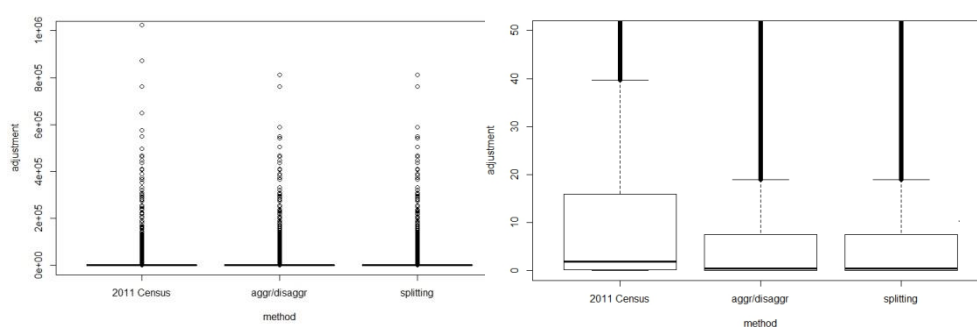 1e+06
8e+05
6e+05
4e+05
2e+05
0e+00
adjustment
2011 Census
aggr/disaggr
splitting
method
50
40
30
20
10
0
adjustment
2011 Census
aggr/disaggr
splitting
method